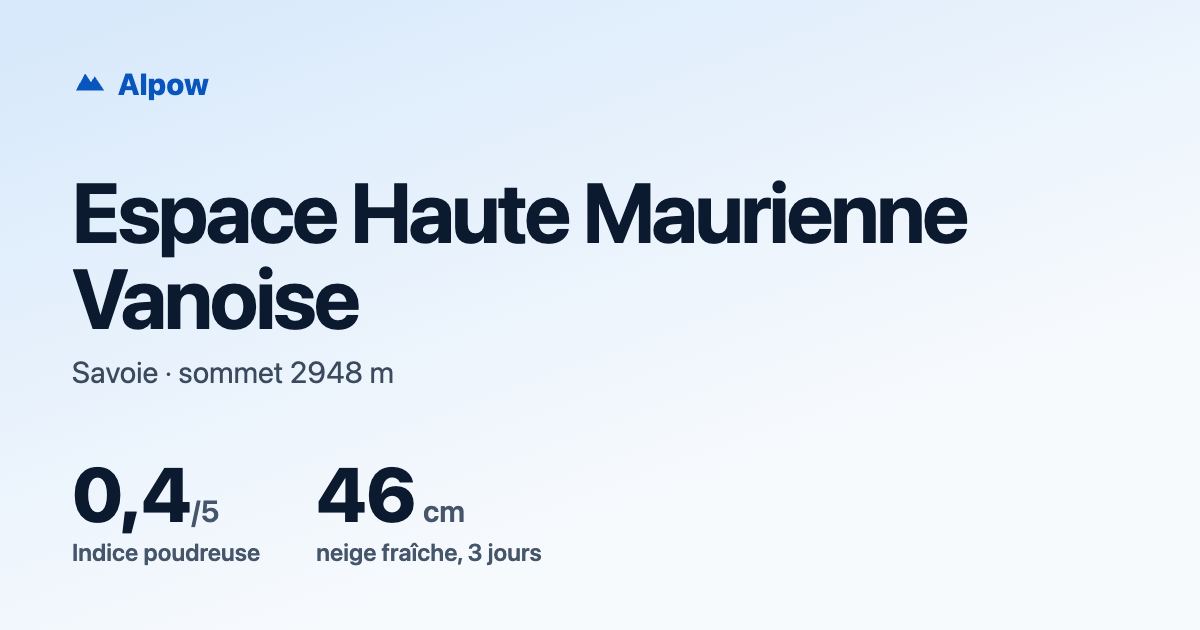 Alpow
Espace Haute Maurienne
Vanoise
Savoie · sommet 2948 m
0,4/5
46 cm
Indice poudreuse
neige fraîche, 3 jours